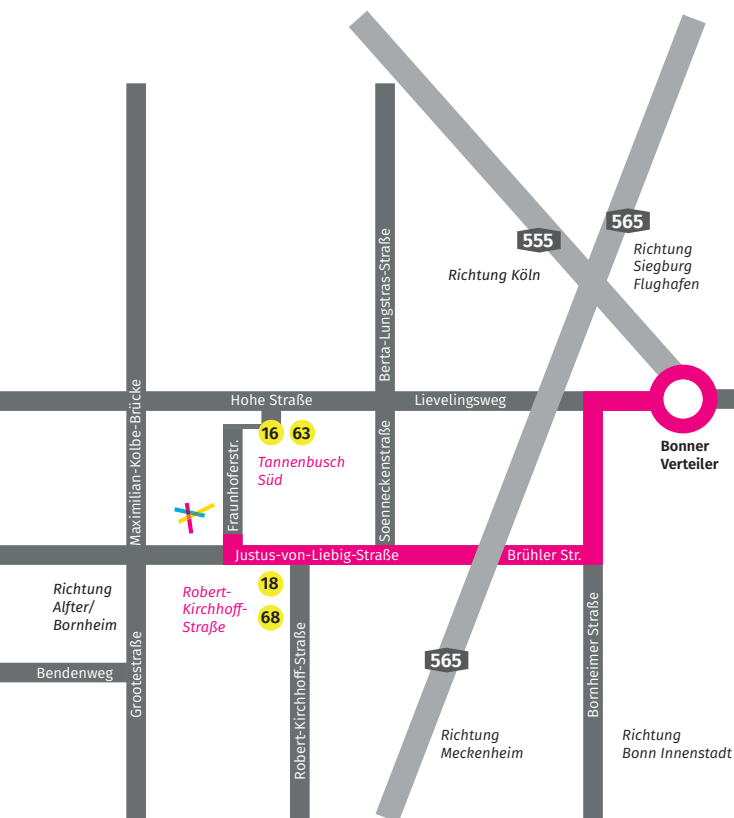 565
555
Richtung
Siegburg
Flughafen
Richtung Köln
Berta-Lungstras-Straße
Maximilian-Kolbe-Brücke
Hohe Straße
Lievelingsweg
16
63
Tannenbusch
Süd
Fraunhoferstr.
Soenneckenstraße
Bonner
Verteiler
Justus-von-Liebig-Straße
Brühler Str.
Richtung
Alfter/
Bornheim
Robert-
Kirchhoff-
Straße
18
68
Grootestraße
Bendenweg
Robert-Kirchhoff-Straße
565
Bornheimer Straße
Richtung
Meckenheim
Richtung
Bonn Innenstadt